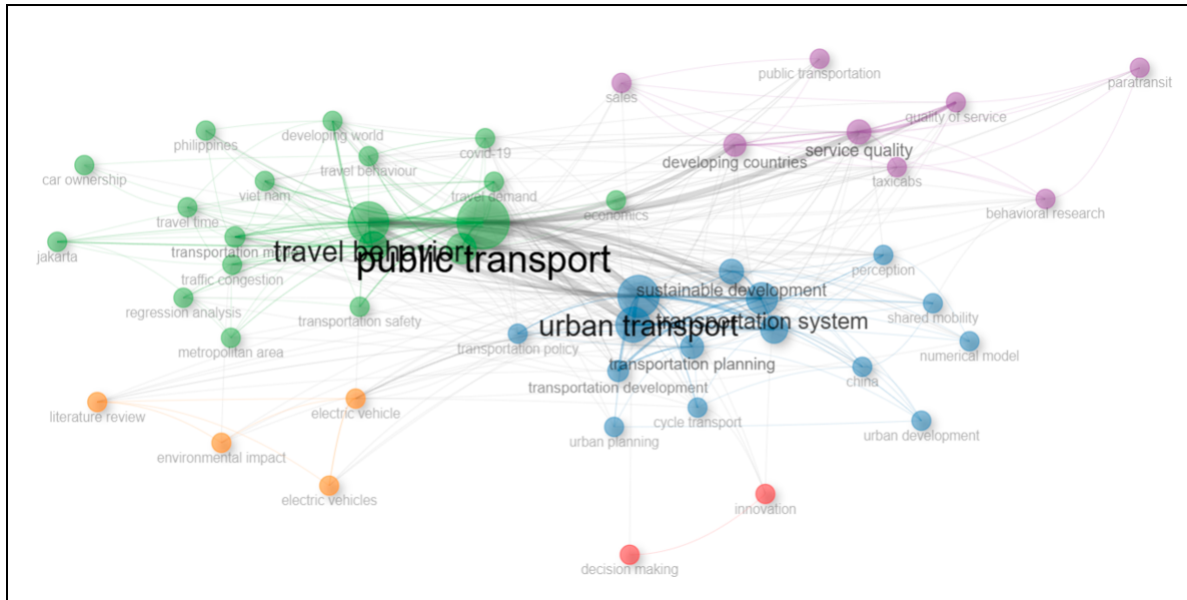 public transportation
paratransit
sales
quality of service
developing world
philippines
covid-19
service quality
developing countries
travel behaviour
car ownership
taxicabs
viet nam
travel demand
economics
behavioral research
travel time
transportation
travel behavior
jakarta
public transport
perception
traffic congestion
sustainable development
regression analysis
transportation safety
urban transport
transportation system
shared mobility
transportation policy
metropolitan area
numerical model
transportation planning
china
transportation development
literature review
electric vehicle
cycle transport
urban planning
urban development
environmental impact
electric vehicles
innovation
decision making